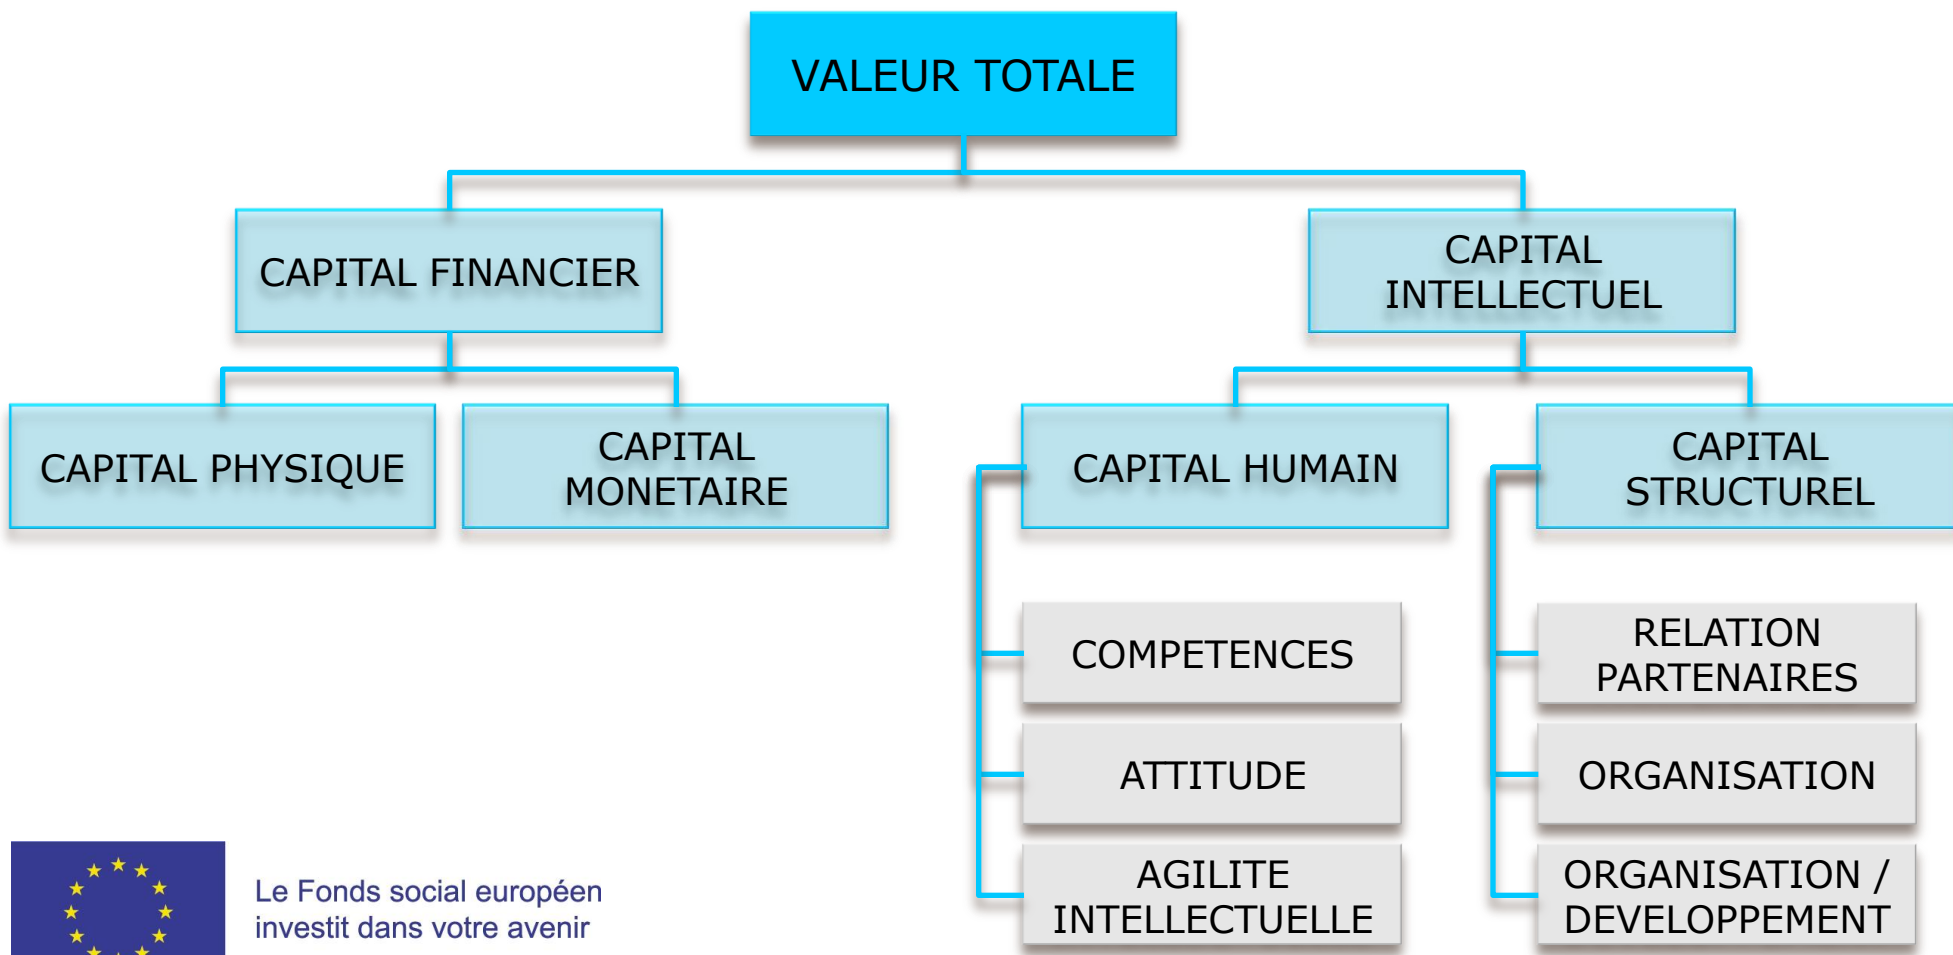 VALEUR TOTALE
CAPITAL FINANCIER
CAPITAL
INTELLECTUEL
CAPITAL PHYSIQUE
CAPITAL
MONETAIRE
CAPITAL HUMAIN
CAPITAL
STRUCTUREL
COMPETENCES
ATTITUDE
AGILITE
INTELLECTUELLE
RELATION
PARTENAIRES
ORGANISATION
ORGANISATION /
DEVELOPPEMENT
Le Fonds social européen
investit dans votre avenir